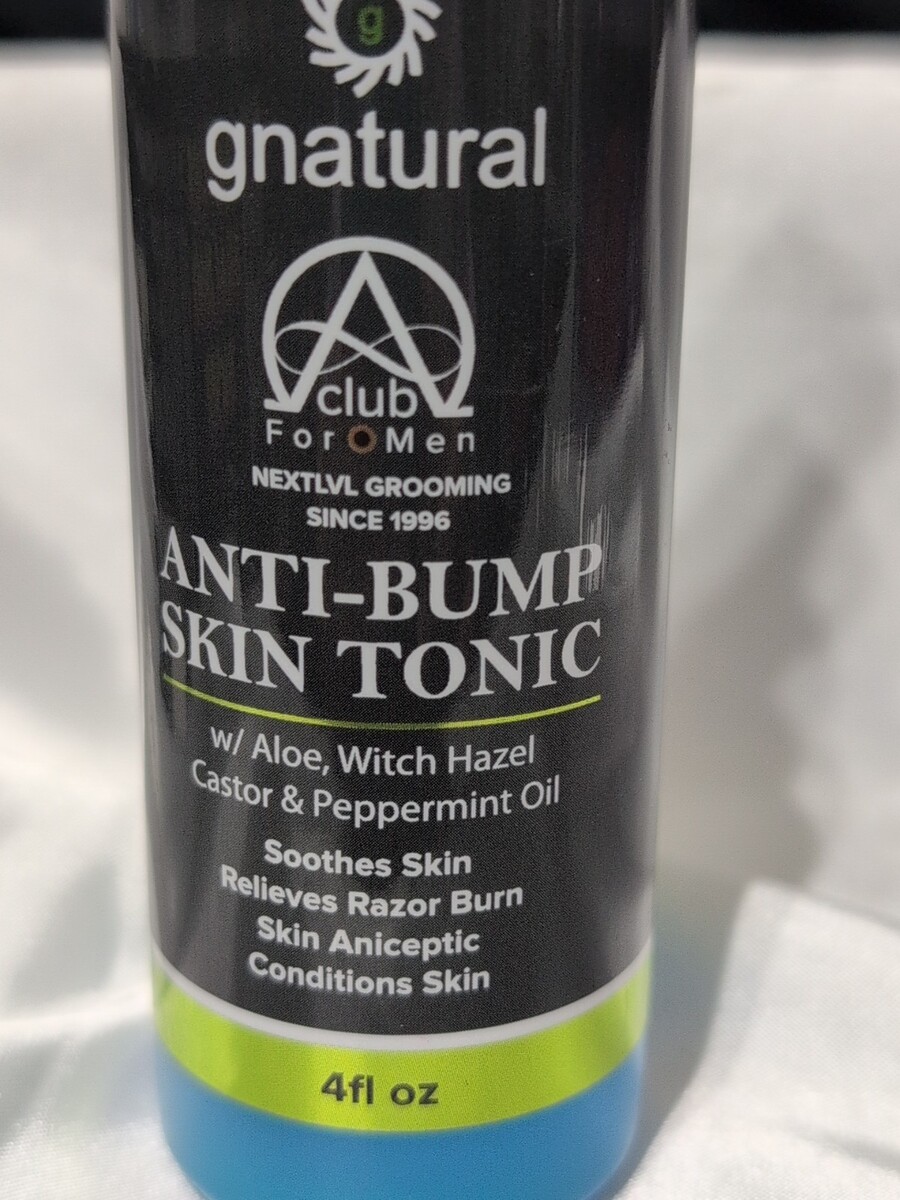 g
gnatural
club
For Men
NEXTLVL GROOMING
SINCE 1996
ANTI-BUMP
SKIN TONIC
w/ Aloe, Witch Hazel
Castor & Peppermint Oil
Soothes Skin
Relieves Razor Burn
Skin Aniceptic
Conditions Skin
4fl oz